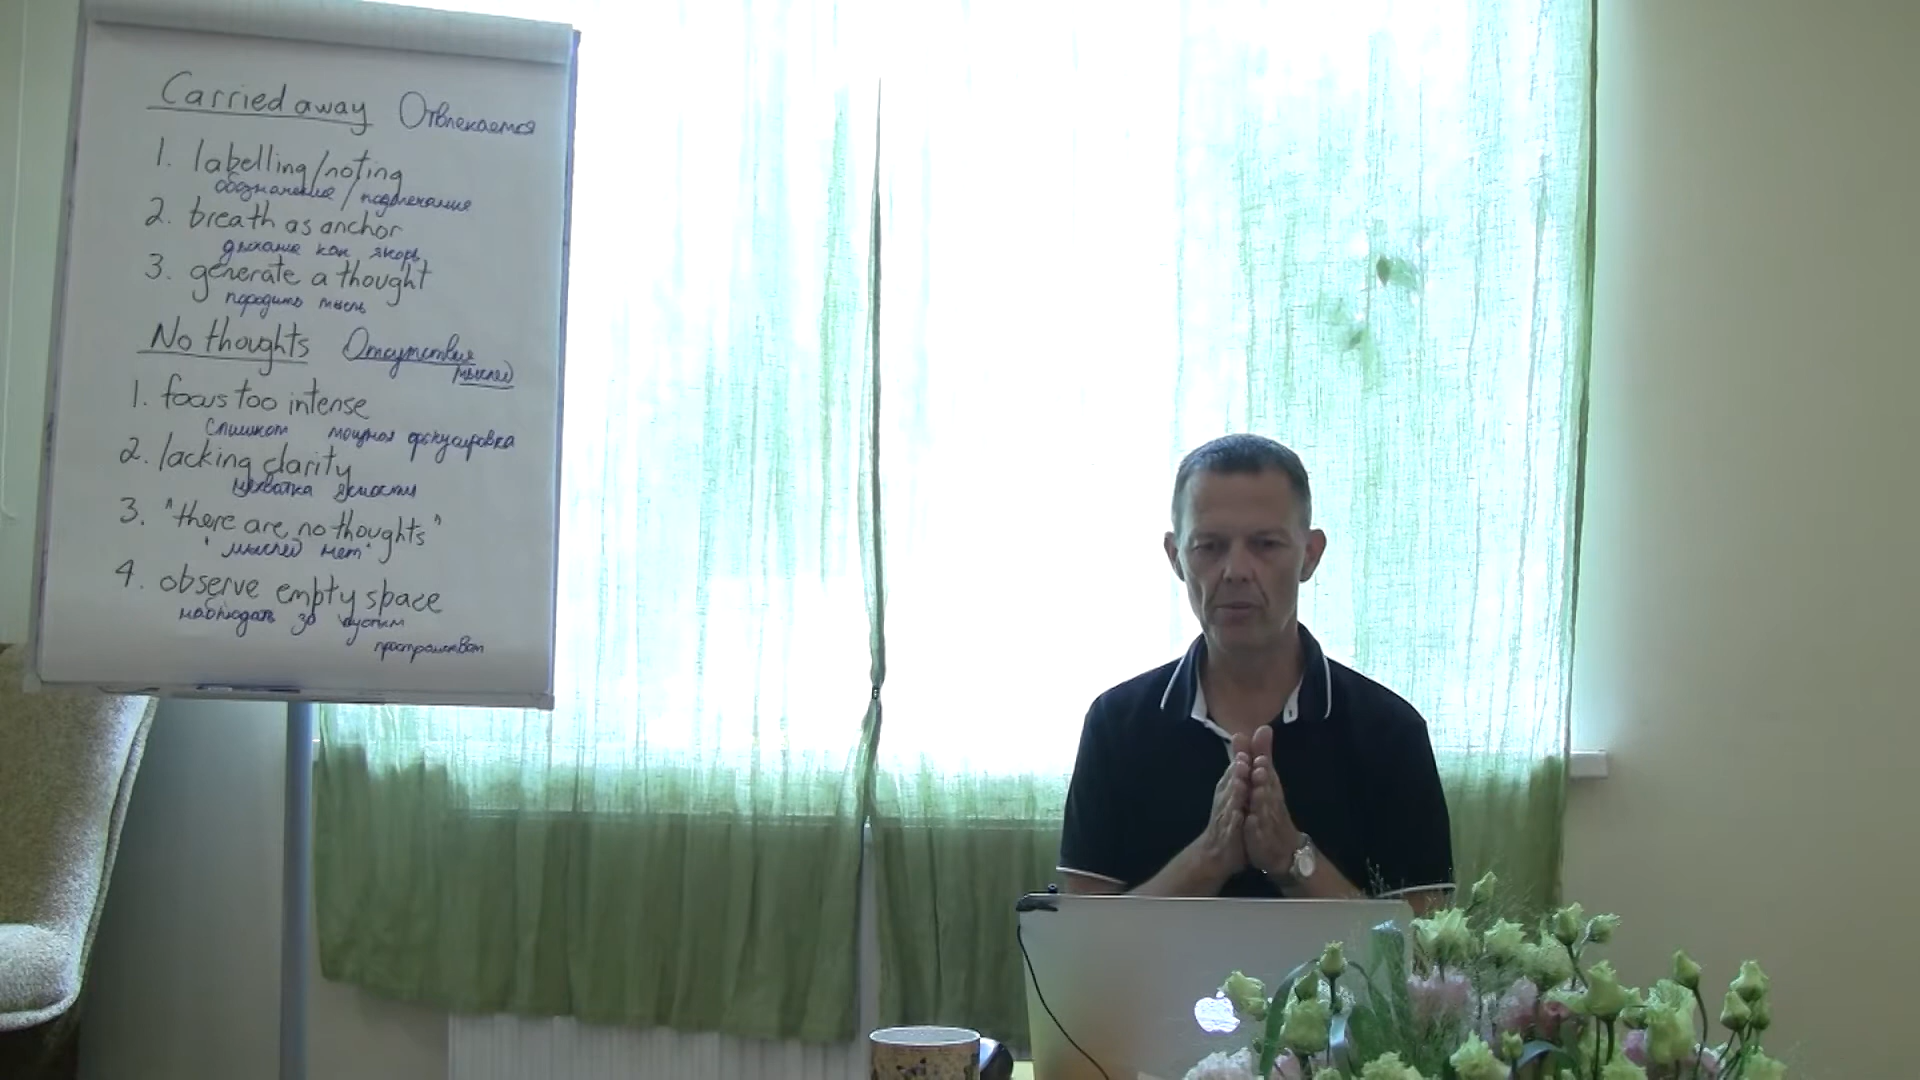 Carried away Отвлекаемся
1. labelling/noting
обозначение / подмечание
2. breath as anchor
дыхание как якорь
3. generate a thought
породить мысль
No thoughts Отсутствие
мыслей
1. focus too intense
Слишком мощная фокусировка
2. lacking clarity
нехватка ясности
3. "there are no thoughts"
"мыслей нет"
4. observe empty space
наблюдать за пустым
пространством